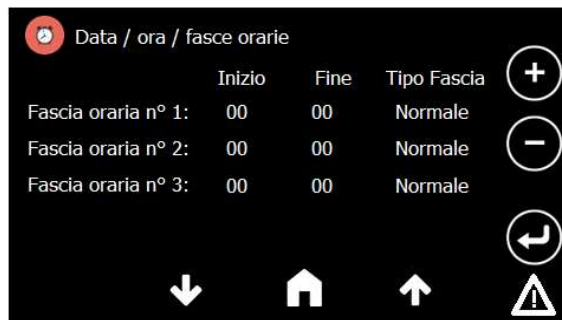 Data / ora / fasce orarie
Inizio Fine Tipo Fascia
Fascia oraria n° 1: 00 00 Normale
Fascia oraria n° 2: 00 00 Normale
Fascia oraria n° 3: 00 00 Normale